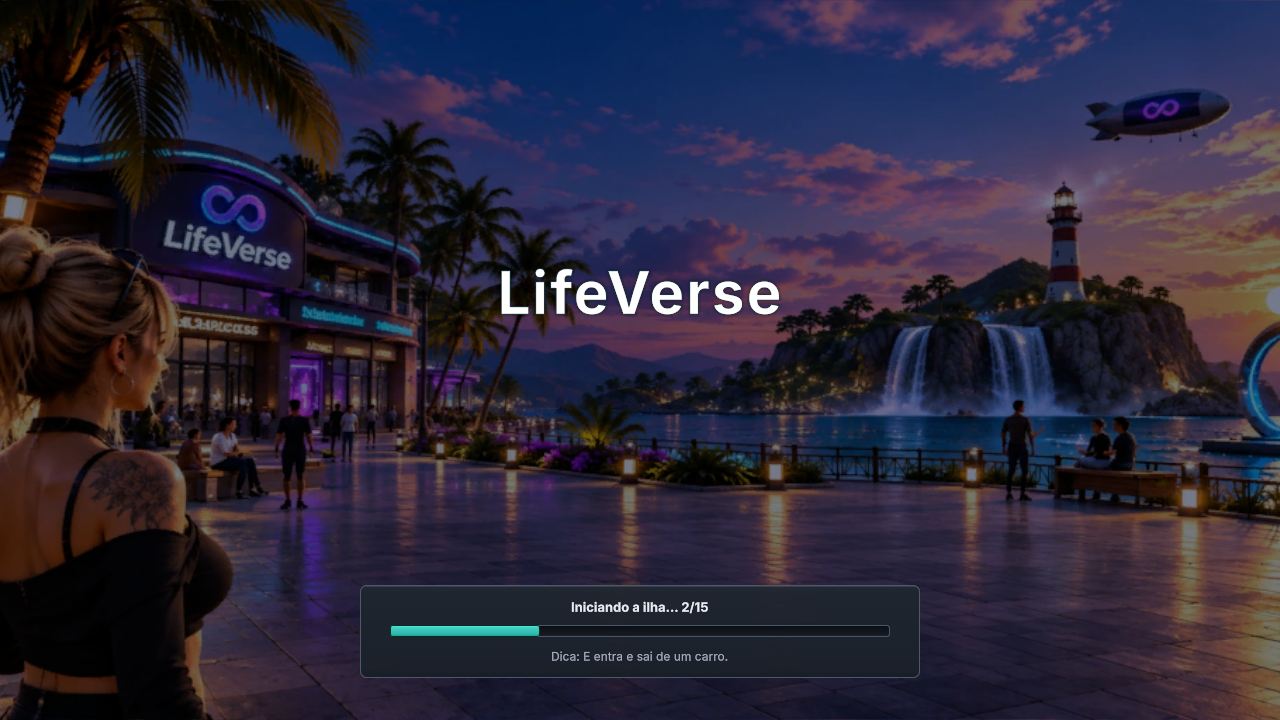 LifeVerse
LifeVerse
Iniciando a ilha... 2/15
Dica: E entra e sai de um carro.